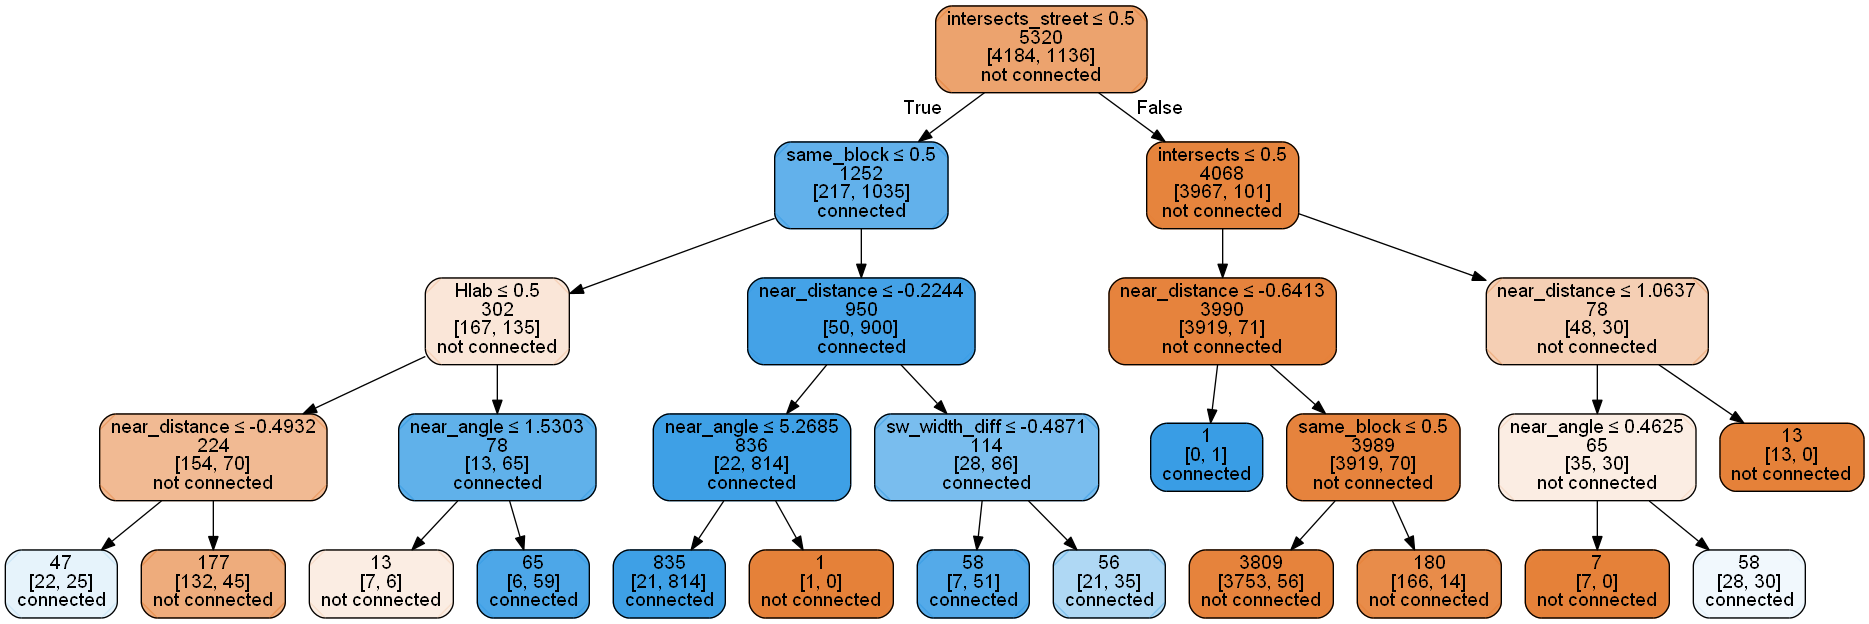 intersects_street ≤ 0.5
5320
[4184, 1136]
not connected
True
False
same_block ≤ 0.5
1252
[217, 1035]
connected
intersects ≤ 0.5
4068
[3967, 101]
not connected
Hlab ≤ 0.5
302
[167, 135]
not connected
near_distance ≤ -0.2244
950
[50, 900]
connected
near_distance ≤ -0.6413
3990
[3919, 71]
not connected
near_distance ≤ 1.0637
78
[48, 30]
not connected
near_distance ≤ -0.4932
224
[154, 70]
not connected
near_angle ≤ 1.5303
78
[13, 65]
connected
near_angle ≤ 5.2685
836
[22, 814]
connected
sw_width_diff ≤ -0.4871
114
[28, 86]
connected
1
[0, 1]
connected
same_block ≤ 0.5
3989
[3919, 70]
not connected
near_angle ≤ 0.4625
65
[35, 30]
not connected
13
[13, 0]
not connected
47
[22, 25]
connected
177
[132, 45]
not connected
13
[7, 6]
not connected
65
[6, 59]
connected
835
[21, 814]
connected
1
[1, 0]
not connected
58
[7, 51]
connected
56
[21, 35]
connected
3809
[3753, 56]
not connected
180
[166, 14]
not connected
7
[7, 0]
not connected
58
[28, 30]
connected